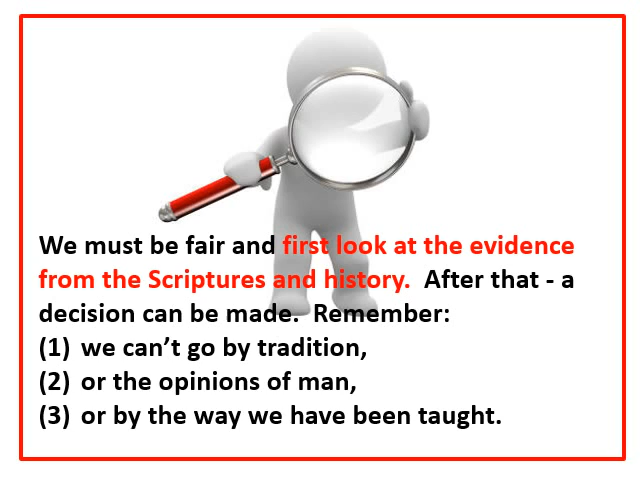 We must be fair and first look at the evidence
from the Scriptures and history.  After that - a
decision can be made.  Remember:
(1) we can’t go by tradition,
(2) or the opinions of man,
(3) or by the way we have been taught.